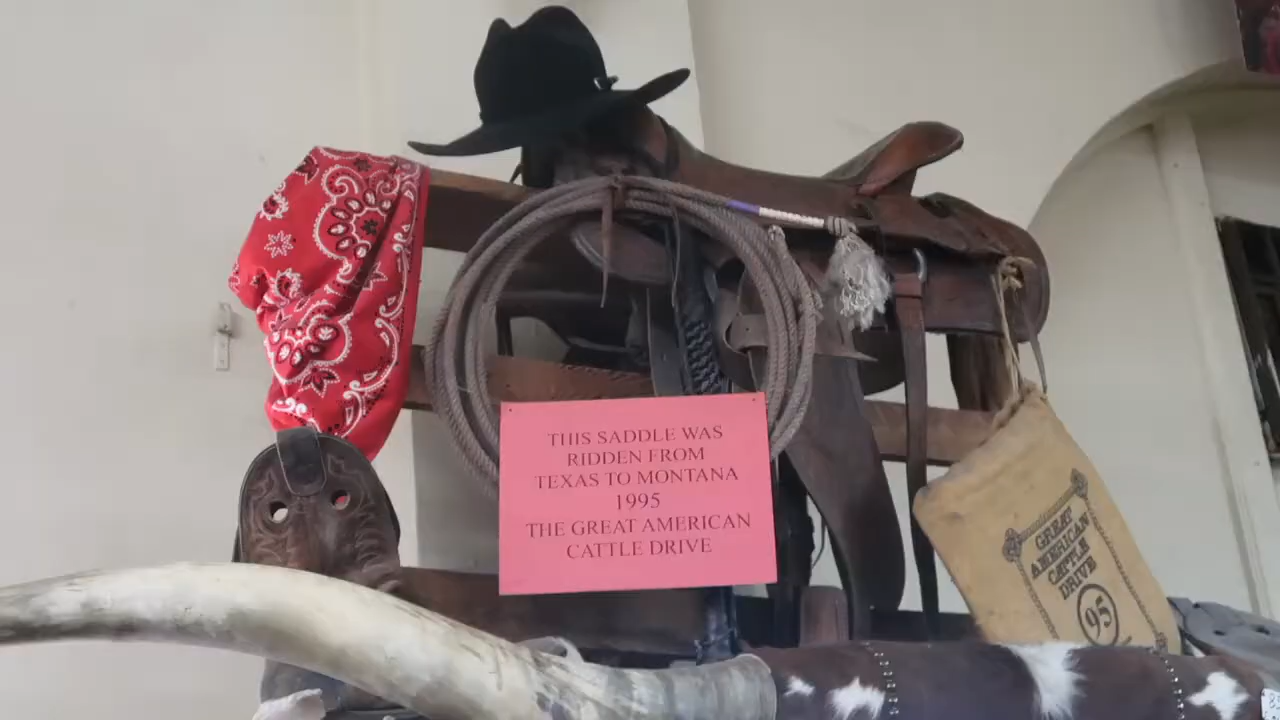 THIS SADDLE WAS
RIDDEN FROM
TEXAS TO MONTANA
1995
THE GREAT AMERICAN
CATTLE DRIVE
GREAT
AMERICAN
CATTLE
DRIVE
95